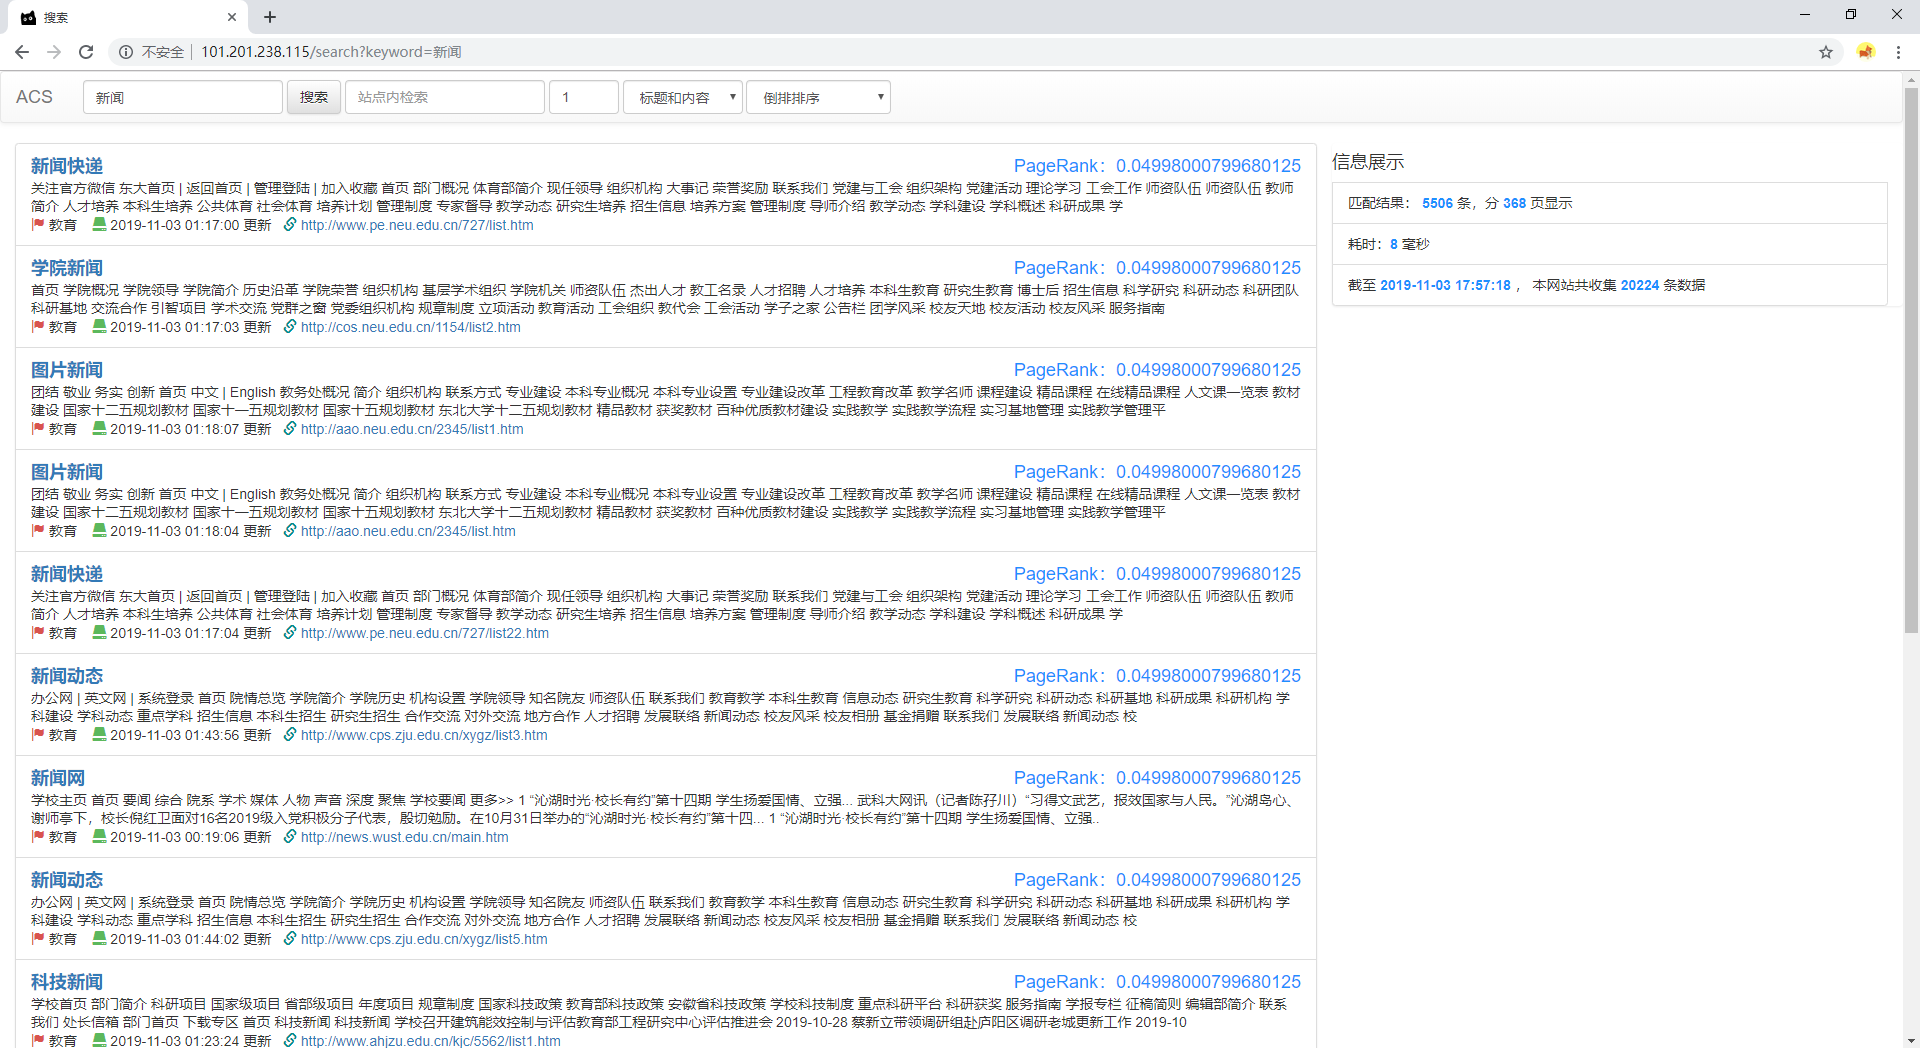 搜索
不安全 101.201.238.115/search?keyword=新闻
ACS 新闻 搜索 站点内检索 1 标题和内容 倒排排序
新闻快递 PageRank：0.04998000799680125
关注官方微信 东大首页 | 返回首页 | 管理登陆 | 加入收藏 首页 部门概况 体育部简介 现任领导 组织机构 大事记 荣誉奖励 联系我们 党建与工会 组织架构 党建活动 理论学习 工会工作 师资队伍 师资队伍 教师
简介 人才培养 本科生培养 公共体育 社会体育 培养计划 管理制度 专家督导 教学动态 研究生培养 招生信息 培养方案 管理制度 导师介绍 教学动态 学科建设 学科概述 科研成果 学
教育 2019-11-03 01:17:00 更新 http://www.pe.neu.edu.cn/727/list.htm
学院新闻 PageRank：0.04998000799680125
首页 学院概况 学院领导 学院简介 历史沿革 学院荣誉 组织机构 基层学术组织 学院机关 师资队伍 杰出人才 教工名录 人才招聘 人才培养 本科生教育 研究生教育 博士后 招生信息 科学研究 科研动态 科研团队
科研基地 交流合作 引智项目 学术交流 党群之窗 党委组织机构 规章制度 立项活动 教育活动 工会组织 教代会 工会活动 学子之家 公告栏 团学风采 校友天地 校友活动 校友风采 服务指南
教育 2019-11-03 01:17:03 更新 http://cos.neu.edu.cn/1154/list2.htm
图片新闻 PageRank：0.04998000799680125
团结 敬业 务实 创新 首页 中文 | English 教务处概况 简介 组织机构 联系方式 专业建设 本科专业概况 本科专业设置 专业建设改革 工程教育改革 教学名师 课程建设 精品课程 在线精品课程 人文课一览表 教材
建设 国家十二五规划教材 国家十一五规划教材 国家十五规划教材 东北大学十二五规划教材 精品教材 获奖教材 百种优质教材建设 实践教学 实践教学流程 实习基地管理 实践教学管理平
教育 2019-11-03 01:18:07 更新 http://aao.neu.edu.cn/2345/list1.htm
图片新闻 PageRank：0.04998000799680125
团结 敬业 务实 创新 首页 中文 | English 教务处概况 简介 组织机构 联系方式 专业建设 本科专业概况 本科专业设置 专业建设改革 工程教育改革 教学名师 课程建设 精品课程 在线精品课程 人文课一览表 教材
建设 国家十二五规划教材 国家十一五规划教材 国家十五规划教材 东北大学十二五规划教材 精品教材 获奖教材 百种优质教材建设 实践教学 实践教学流程 实习基地管理 实践教学管理平
教育 2019-11-03 01:18:04 更新 http://aao.neu.edu.cn/2345/list.htm
新闻快递 PageRank：0.04998000799680125
关注官方微信 东大首页 | 返回首页 | 管理登陆 | 加入收藏 首页 部门概况 体育部简介 现任领导 组织机构 大事记 荣誉奖励 联系我们 党建与工会 组织架构 党建活动 理论学习 工会工作 师资队伍 师资队伍 教师
简介 人才培养 本科生培养 公共体育 社会体育 培养计划 管理制度 专家督导 教学动态 研究生培养 招生信息 培养方案 管理制度 导师介绍 教学动态 学科建设 学科概述 科研成果 学
教育 2019-11-03 01:17:04 更新 http://www.pe.neu.edu.cn/727/list22.htm
新闻动态 PageRank：0.04998000799680125
办公网 | 英文网 | 系统登录 首页 院情总览 学院简介 学院历史 机构设置 学院领导 知名院友 师资队伍 联系我们 教育教学 本科生教育 信息动态 研究生教育 科学研究 科研动态 科研基地 科研成果 科研机构 学
科建设 学科动态 重点学科 招生信息 本科生招生 研究生招生 合作交流 对外交流 地方合作 人才招聘 发展联络 新闻动态 校友风采 校友相册 基金捐赠 联系我们 发展联络 新闻动态 校
教育 2019-11-03 01:43:56 更新 http://www.cps.zju.edu.cn/xygz/list3.htm
新闻网 PageRank：0.04998000799680125
学校主页 首页 要闻 综合 院系 学术 媒体 人物 声音 深度 聚焦 学校要闻 更多>> 1 “沁湖时光·校长有约”第十四期 学生扬爱国情、立强... 武科大网讯（记者陈孖川）“习得文武艺，报效国家与人民。”沁湖岛心、
谢师亭下，校长倪红卫面对16名2019级入党积极分子代表，殷切勉励。在10月31日举办的“沁湖时光·校长有约”第十四... 1 “沁湖时光·校长有约”第十四期 学生扬爱国情、立强..
教育 2019-11-03 00:19:06 更新 http://news.wust.edu.cn/main.htm
新闻动态 PageRank：0.04998000799680125
办公网 | 英文网 | 系统登录 首页 院情总览 学院简介 学院历史 机构设置 学院领导 知名院友 师资队伍 联系我们 教育教学 本科生教育 信息动态 研究生教育 科学研究 科研动态 科研基地 科研成果 科研机构 学
科建设 学科动态 重点学科 招生信息 本科生招生 研究生招生 合作交流 对外交流 地方合作 人才招聘 发展联络 新闻动态 校友风采 校友相册 基金捐赠 联系我们 发展联络 新闻动态 校
教育 2019-11-03 01:44:02 更新 http://www.cps.zju.edu.cn/xygz/list5.htm
科技新闻 PageRank：0.04998000799680125
学校首页 部门简介 科研项目 国家级项目 省部级项目 年度项目 规章制度 国家科技政策 教育部科技政策 安徽省科技政策 学校科技制度 重点科研平台 科研获奖 服务指南 学报专栏 征稿简则 编辑部简介 联系
我们 处长信箱 部门首页 下载专区 首页 科技新闻 科技新闻 学校召开建筑能效控制与评估教育部工程研究中心评估推进会 2019-10-28 蔡新立带领调研组赴庐阳区调研老城更新工作 2019-10
教育 2019-11-03 01:23:24 更新 http://www.ahjzu.edu.cn/kjc/5562/list1.htm
信息展示
匹配结果： 5506 条，分 368 页显示
耗时：8 毫秒
截至 2019-11-03 17:57:18 ， 本网站共收集 20224 条数据